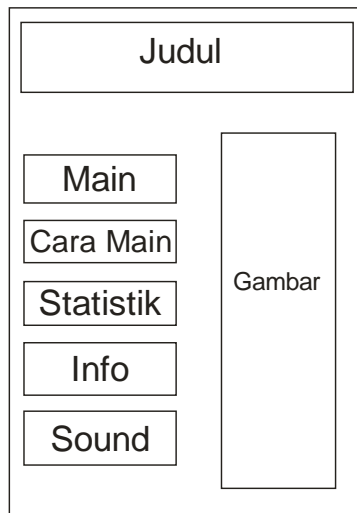 Judul
Main
Cara Main
Statistik
Info
Sound
Gambar